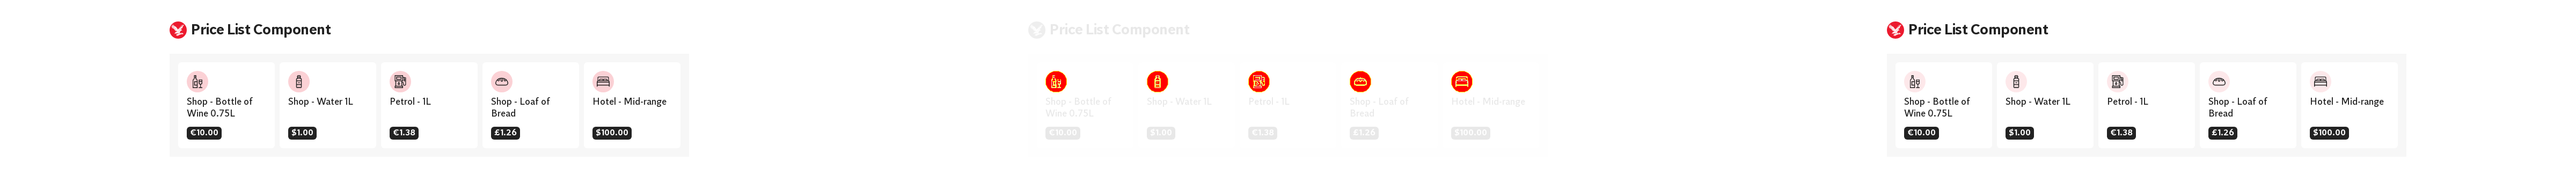 Price List Component
Shop - Bottle of
Wine 0.75L
€10.00
Shop - Water 1L
$1.00
Petrol - 1L
€1.38
Shop - Loaf of
Bread
£1.26
Hotel - Mid-range
$100.00
Price List Component
Shop - Bottle of
Wine 0.75L
€10.00
Shop - Water 1L
$1.00
Petrol - 1L
€1.38
Shop - Loaf of
Bread
£1.26
Hotel - Mid-range
$100.00
Price List Component
Shop - Bottle of
Wine 0.75L
€10.00
Shop - Water 1L
$1.00
Petrol - 1L
€1.38
Shop - Loaf of
Bread
£1.26
Hotel - Mid-range
$100.00